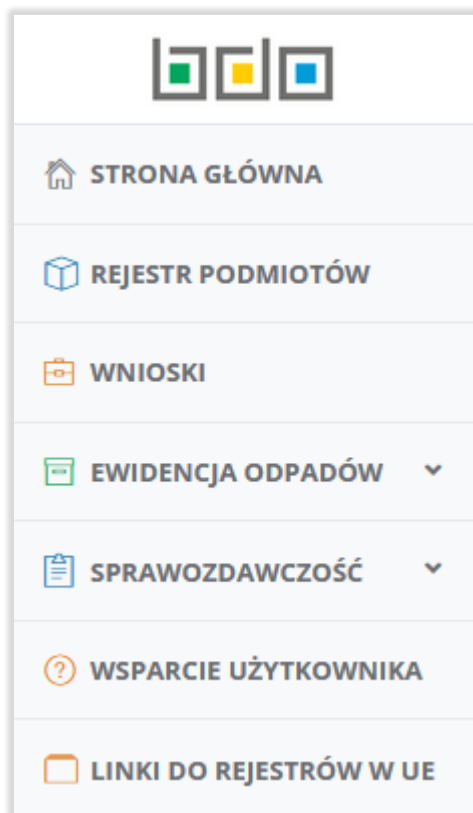 bdo
STRONA GŁÓWNA
REJESTR PODMIOTÓW
WNIOSKI
EWIDENCJA ODPADÓW
SPRAWOZDAWCZOŚĆ
WSPARCIE UŻYTKOWNIKA
LINKI DO REJESTRÓW W UE